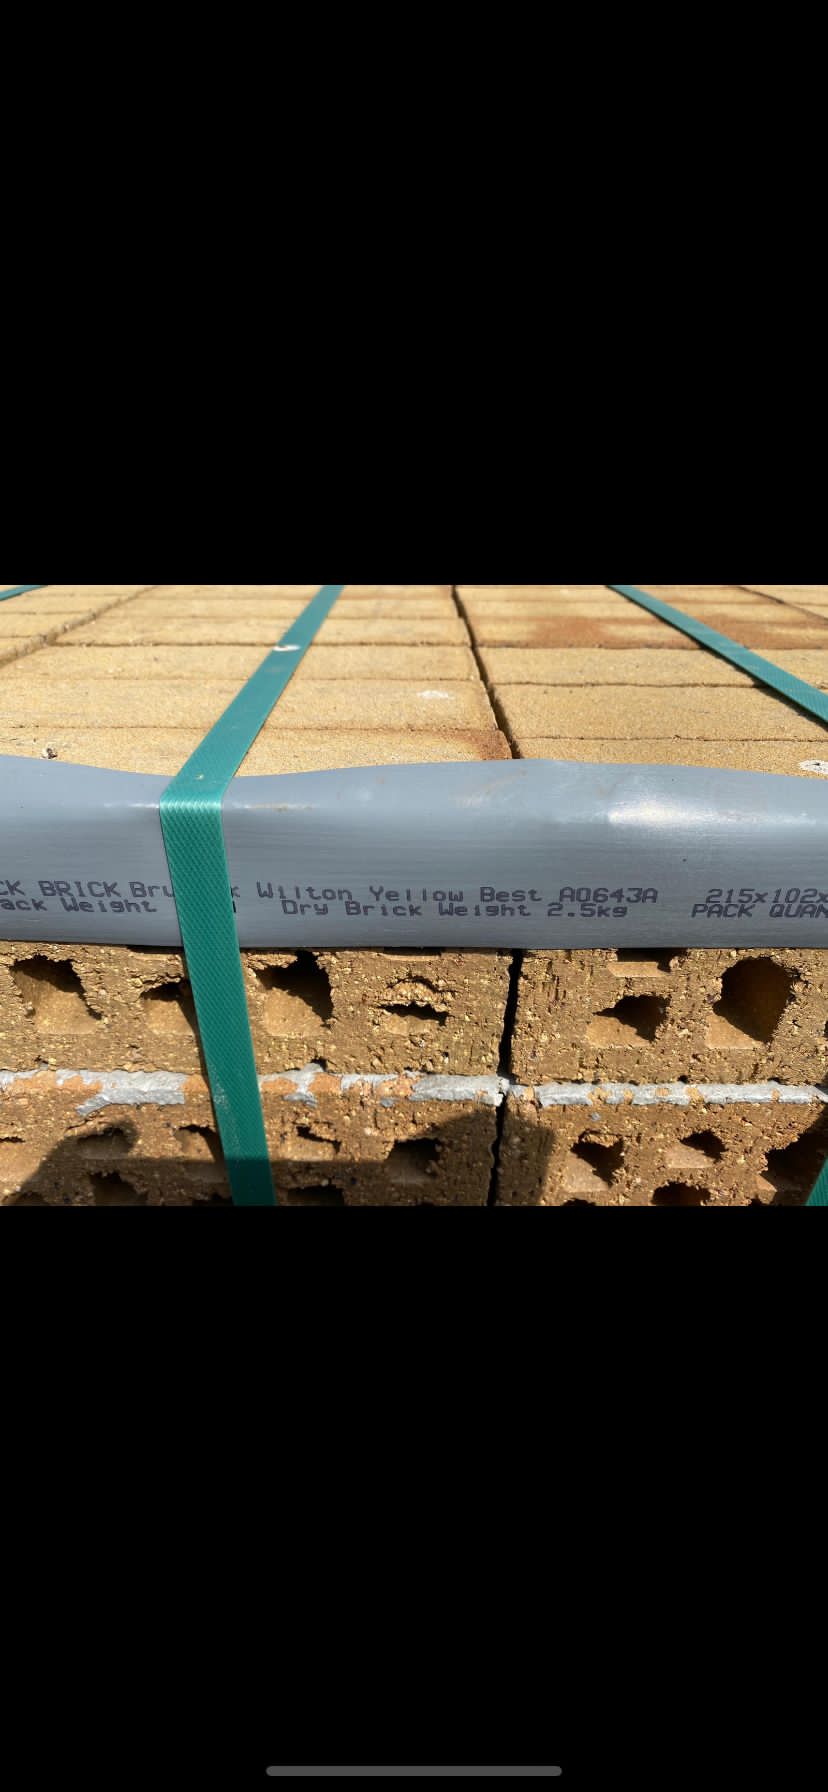 CK BRICK Bru k Wilton Yellow Best A0643A 215x102x
ack Weight Dry Brick Weight 2.5kg PACK QUAN